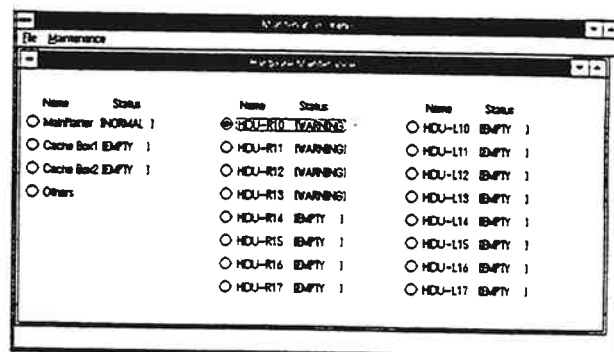 File Maintenance
Name Status
MainRamter [NORMAL ]
Cache Box1 [EMPTY ]
Cache Box2 [EMPTY ]
Others
Name Status
HDU-R10 [WARNING]
HDU-R11 [WARNING]
HDU-R12 [WARNING]
HDU-R13 [WARNING]
HDU-R14 [EMPTY ]
HDU-R15 [EMPTY ]
HDU-R16 [EMPTY ]
HDU-R17 [EMPTY ]
Name Status
HDU-L10 [EMPTY ]
HDU-L11 [EMPTY ]
HDU-L12 [EMPTY ]
HDU-L13 [EMPTY ]
HDU-L14 [EMPTY ]
HDU-L15 [EMPTY ]
HDU-L16 [EMPTY ]
HDU-L17 [EMPTY ]